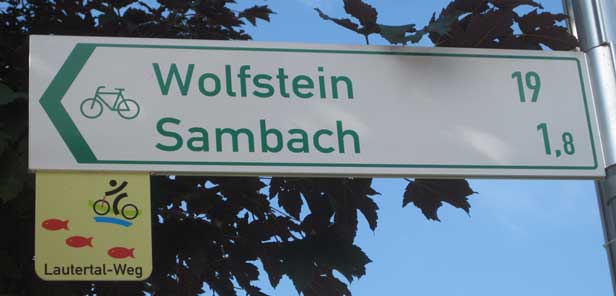 Wolfstein 19
Sambach 1,8
Lautertal-Weg